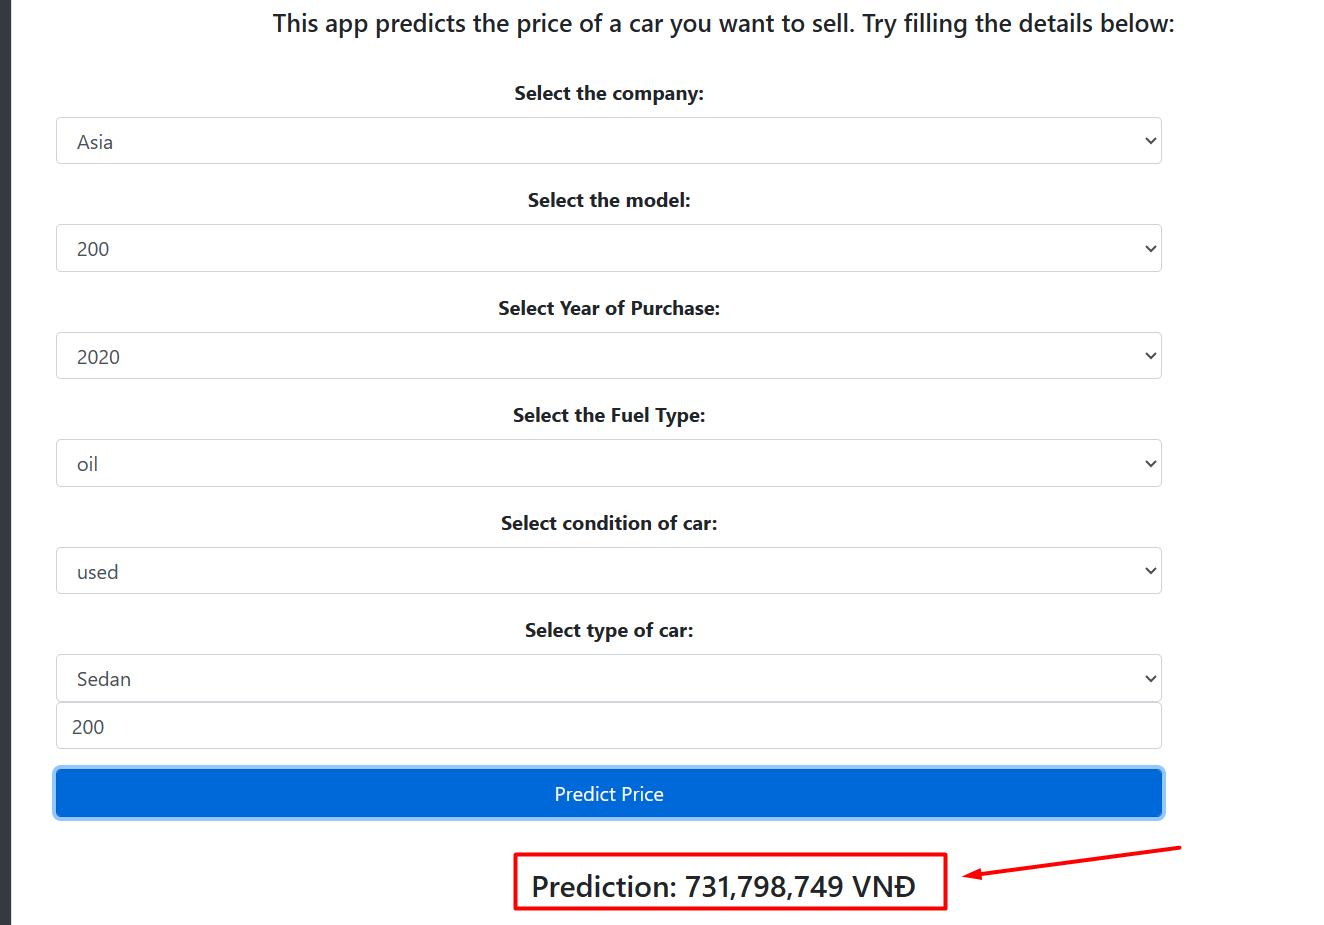 This app predicts the price of a car you want to sell. Try filling the details below:
Select the company:
Asia
Select the model:
200
Select Year of Purchase:
2020
Select the Fuel Type:
oil
Select condition of car:
used
Select type of car:
Sedan
200
Predict Price
Prediction: 731,798,749 VNĐ